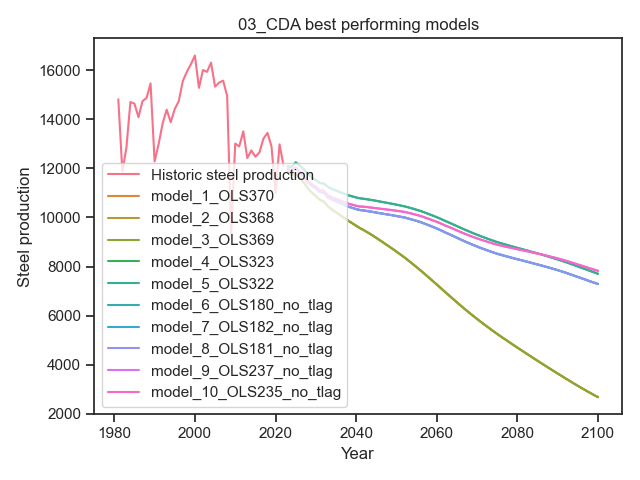 03_CDA best performing models
Steel production
16000
14000
12000
10000
8000
6000
4000
2000
Historic steel production
model_1_OLS370
model_2_OLS368
model_3_OLS369
model_4_OLS323
model_5_OLS322
model_6_OLS180_no_tlag
model_7_OLS182_no_tlag
model_8_OLS181_no_tlag
model_9_OLS237_no_tlag
model_10_OLS235_no_tlag
1980 2000 2020 2040 2060 2080 2100
Year